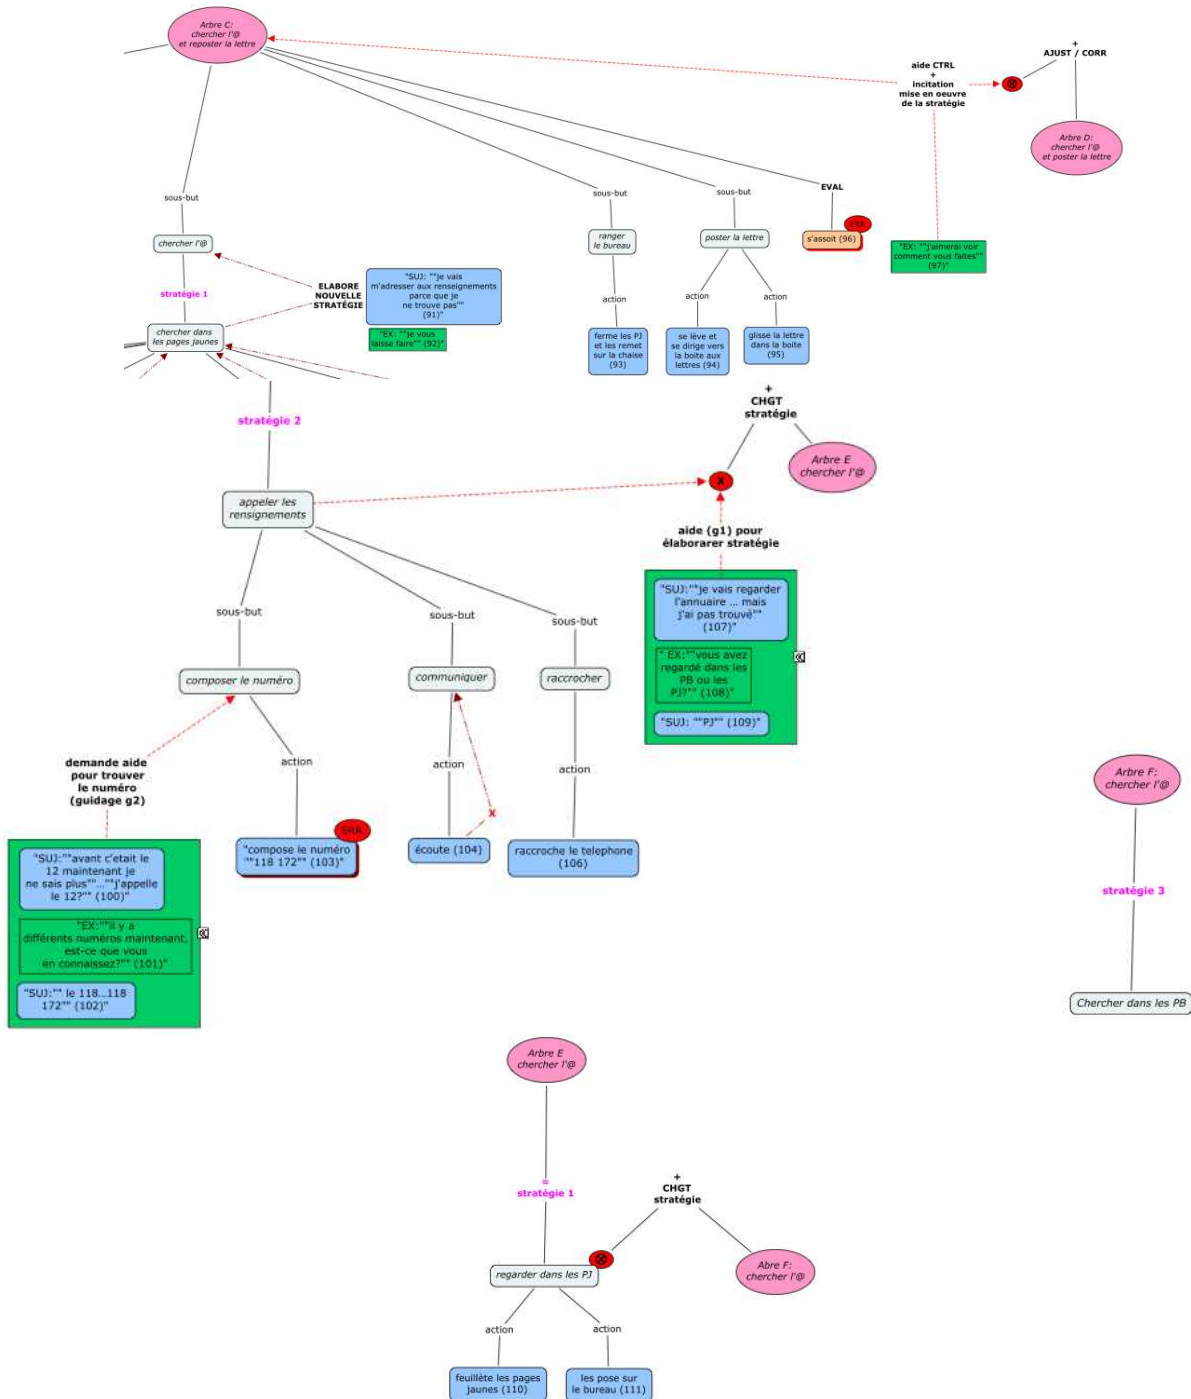 Arbre C:
chercher l'@
et reposter la lettre
+
AJUST / CORR
aide CTRL
+
incitation
mise en oeuvre
de la stratégie
⊗
Arbre D:
chercher l'@
et poster la lettre
sous-but
chercher l'@
stratégie 1
chercher dans
les pages jaunes
ELABORE
NOUVELLE
STRATÉGIE
"SUJ: ""je vais
m'adresser aux renseignements
parce que je
ne trouve pas""
(91)"
"EX: ""je vous
laisse faire"" (92)"
sous-but
ranger
le bureau
action
ferme les PJ
et les remet
sur la chaise
(93)
sous-but
poster la lettre
action
action
se lève et
se dirige vers
la boite aux
lettres (94)
glisse la lettre
dans la boite
(95)
EVAL
ERR
s'assoit (96)
"EX: ""j'aimerai voir
comment vous faites""
(97)"
stratégie 2
+
CHGT
stratégie
X
Arbre E
chercher l'@
appeler les
rensignements
aide (g1) pour
élaborarer stratégie
"SUJ:""je vais regarder
l'annuaire ... mais
j'ai pas trouvé""
(107)"
" EX:""vous avez
regardé dans les
PB ou les
PJ?"" (108)"
"SUJ: ""PJ"" (109)"
sous-but
composer le numéro
sous-but
communiquer
sous-but
raccrocher
demande aide
pour trouver
le numéro
(guidage g2)
action
action
action
X
"SUJ:""avant c'etait le
12 maintenant je
ne sais plus""...""j'appelle
le 12?"" (100)"
"EX:""il y a
différents numéros maintenant,
est-ce que vous
en connaissez?"" (101)"
"SUJ:"" le 118...118
172"" (102)"
ERR
"compose le numéro
""118 172"" (103)"
écoute (104)
raccroche le telephone
(106)
Arbre F:
chercher l'@
stratégie 3
Chercher dans les PB
Arbre E
chercher l'@
=
stratégie 1
+
CHGT
stratégie
⊗
regarder dans les PJ
Abre F:
chercher l'@
action
action
feuillète les pages
jaunes (110)
les pose sur
le bureau (111)